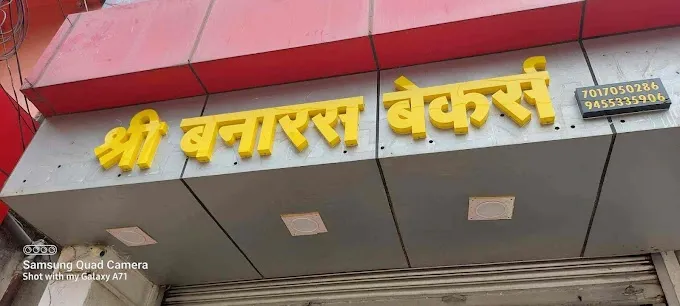 श्री बनारस बेकर्स
7017050286
9455335906
Samsung Quad Camera
Shot with my Galaxy A71